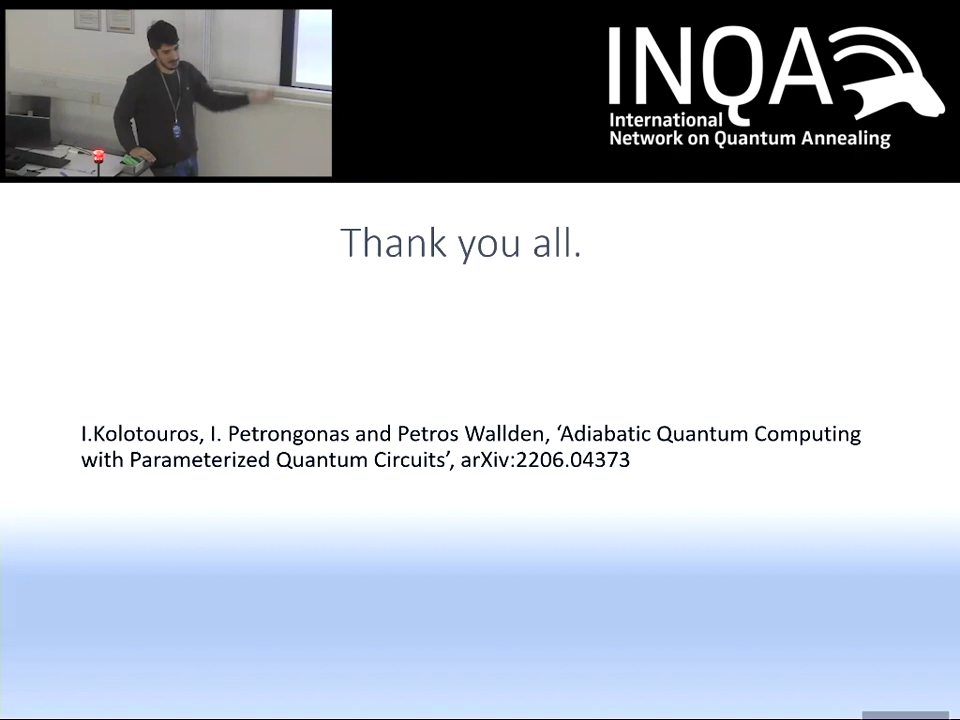 INQA
International
Network on Quantum Annealing
Thank you all.
I.Kolotouros, I. Petrongonas and Petros Wallden, ‘Adiabatic Quantum Computing
with Parameterized Quantum Circuits’, arXiv:2206.04373